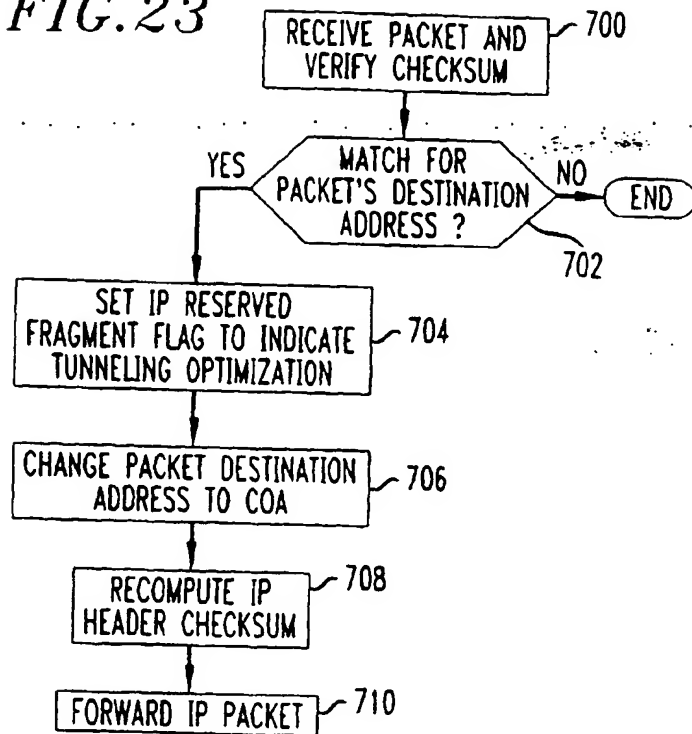 FIG.23
RECEIVE PACKET AND
VERIFY CHECKSUM
700
YES
MATCH FOR
PACKET'S DESTINATION
ADDRESS ?
NO
END
702
SET IP RESERVED
FRAGMENT FLAG TO INDICATE
TUNNELING OPTIMIZATION
704
CHANGE PACKET DESTINATION
ADDRESS TO COA
706
RECOMPUTE IP
HEADER CHECKSUM
708
FORWARD IP PACKET
710